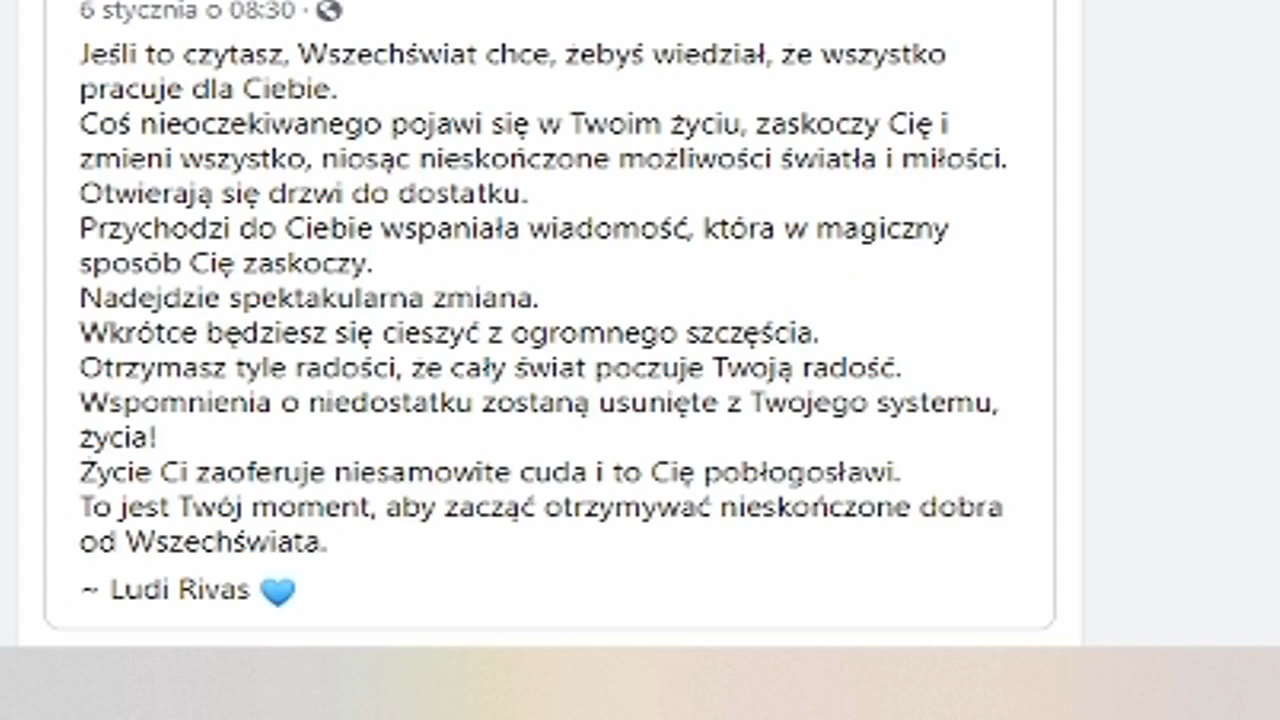 6 stycznia o 08:30 ·
Jeśli to czytasz, Wszechświat chce, żebyś wiedział, że wszystko
pracuje dla Ciebie.
Coś nieoczekiwanego pojawi się w Twoim życiu, zaskoczy Cię i
zmieni wszystko, niosąc nieskończone możliwości światła i miłości.
Otwierają się drzwi do dostatku.
Przychodzi do Ciebie wspaniała wiadomość, która w magiczny
sposób Cię zaskoczy.
Nadejdzie spektakularna zmiana.
Wkrótce będziesz się cieszyć z ogromnego szczęścia.
Otrzymasz tyle radości, że cały świat poczuje Twoją radość.
Wspomnienia o niedostatku zostaną usunięte z Twojego systemu,
życia!
Życie Ci zaoferuje niesamowite cuda i to Cię pobłogosławi.
To jest Twój moment, aby zacząć otrzymywać nieskończone dobra
od Wszechświata.
~ Ludi Rivas 💙